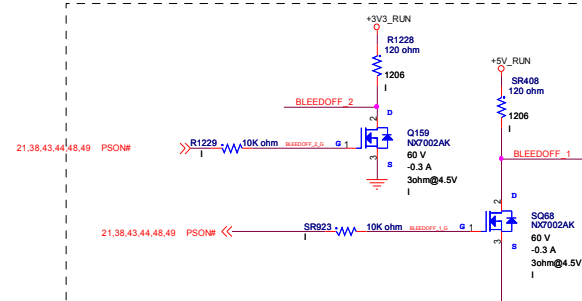 +3V3_RUN
R1228
120 ohm
1206
I
BLEEDOFF_2
D
2
Q159
NX7002AK
60 V
-0.3 A
3ohm@4.5V
I
G 1
3
S
21,38,43,44,48,49 PSON#
R1229
I
10K ohm
BLEEDOFF_2_G
+5V_RUN
SR408
120 ohm
1206
I
BLEEDOFF_1
D
2
SQ68
NX7002AK
60 V
-0.3 A
3ohm@4.5V
I
G 1
3
S
21,38,43,44,48,49 PSON#
SR923
I
10K ohm
BLEEDOFF_1_G